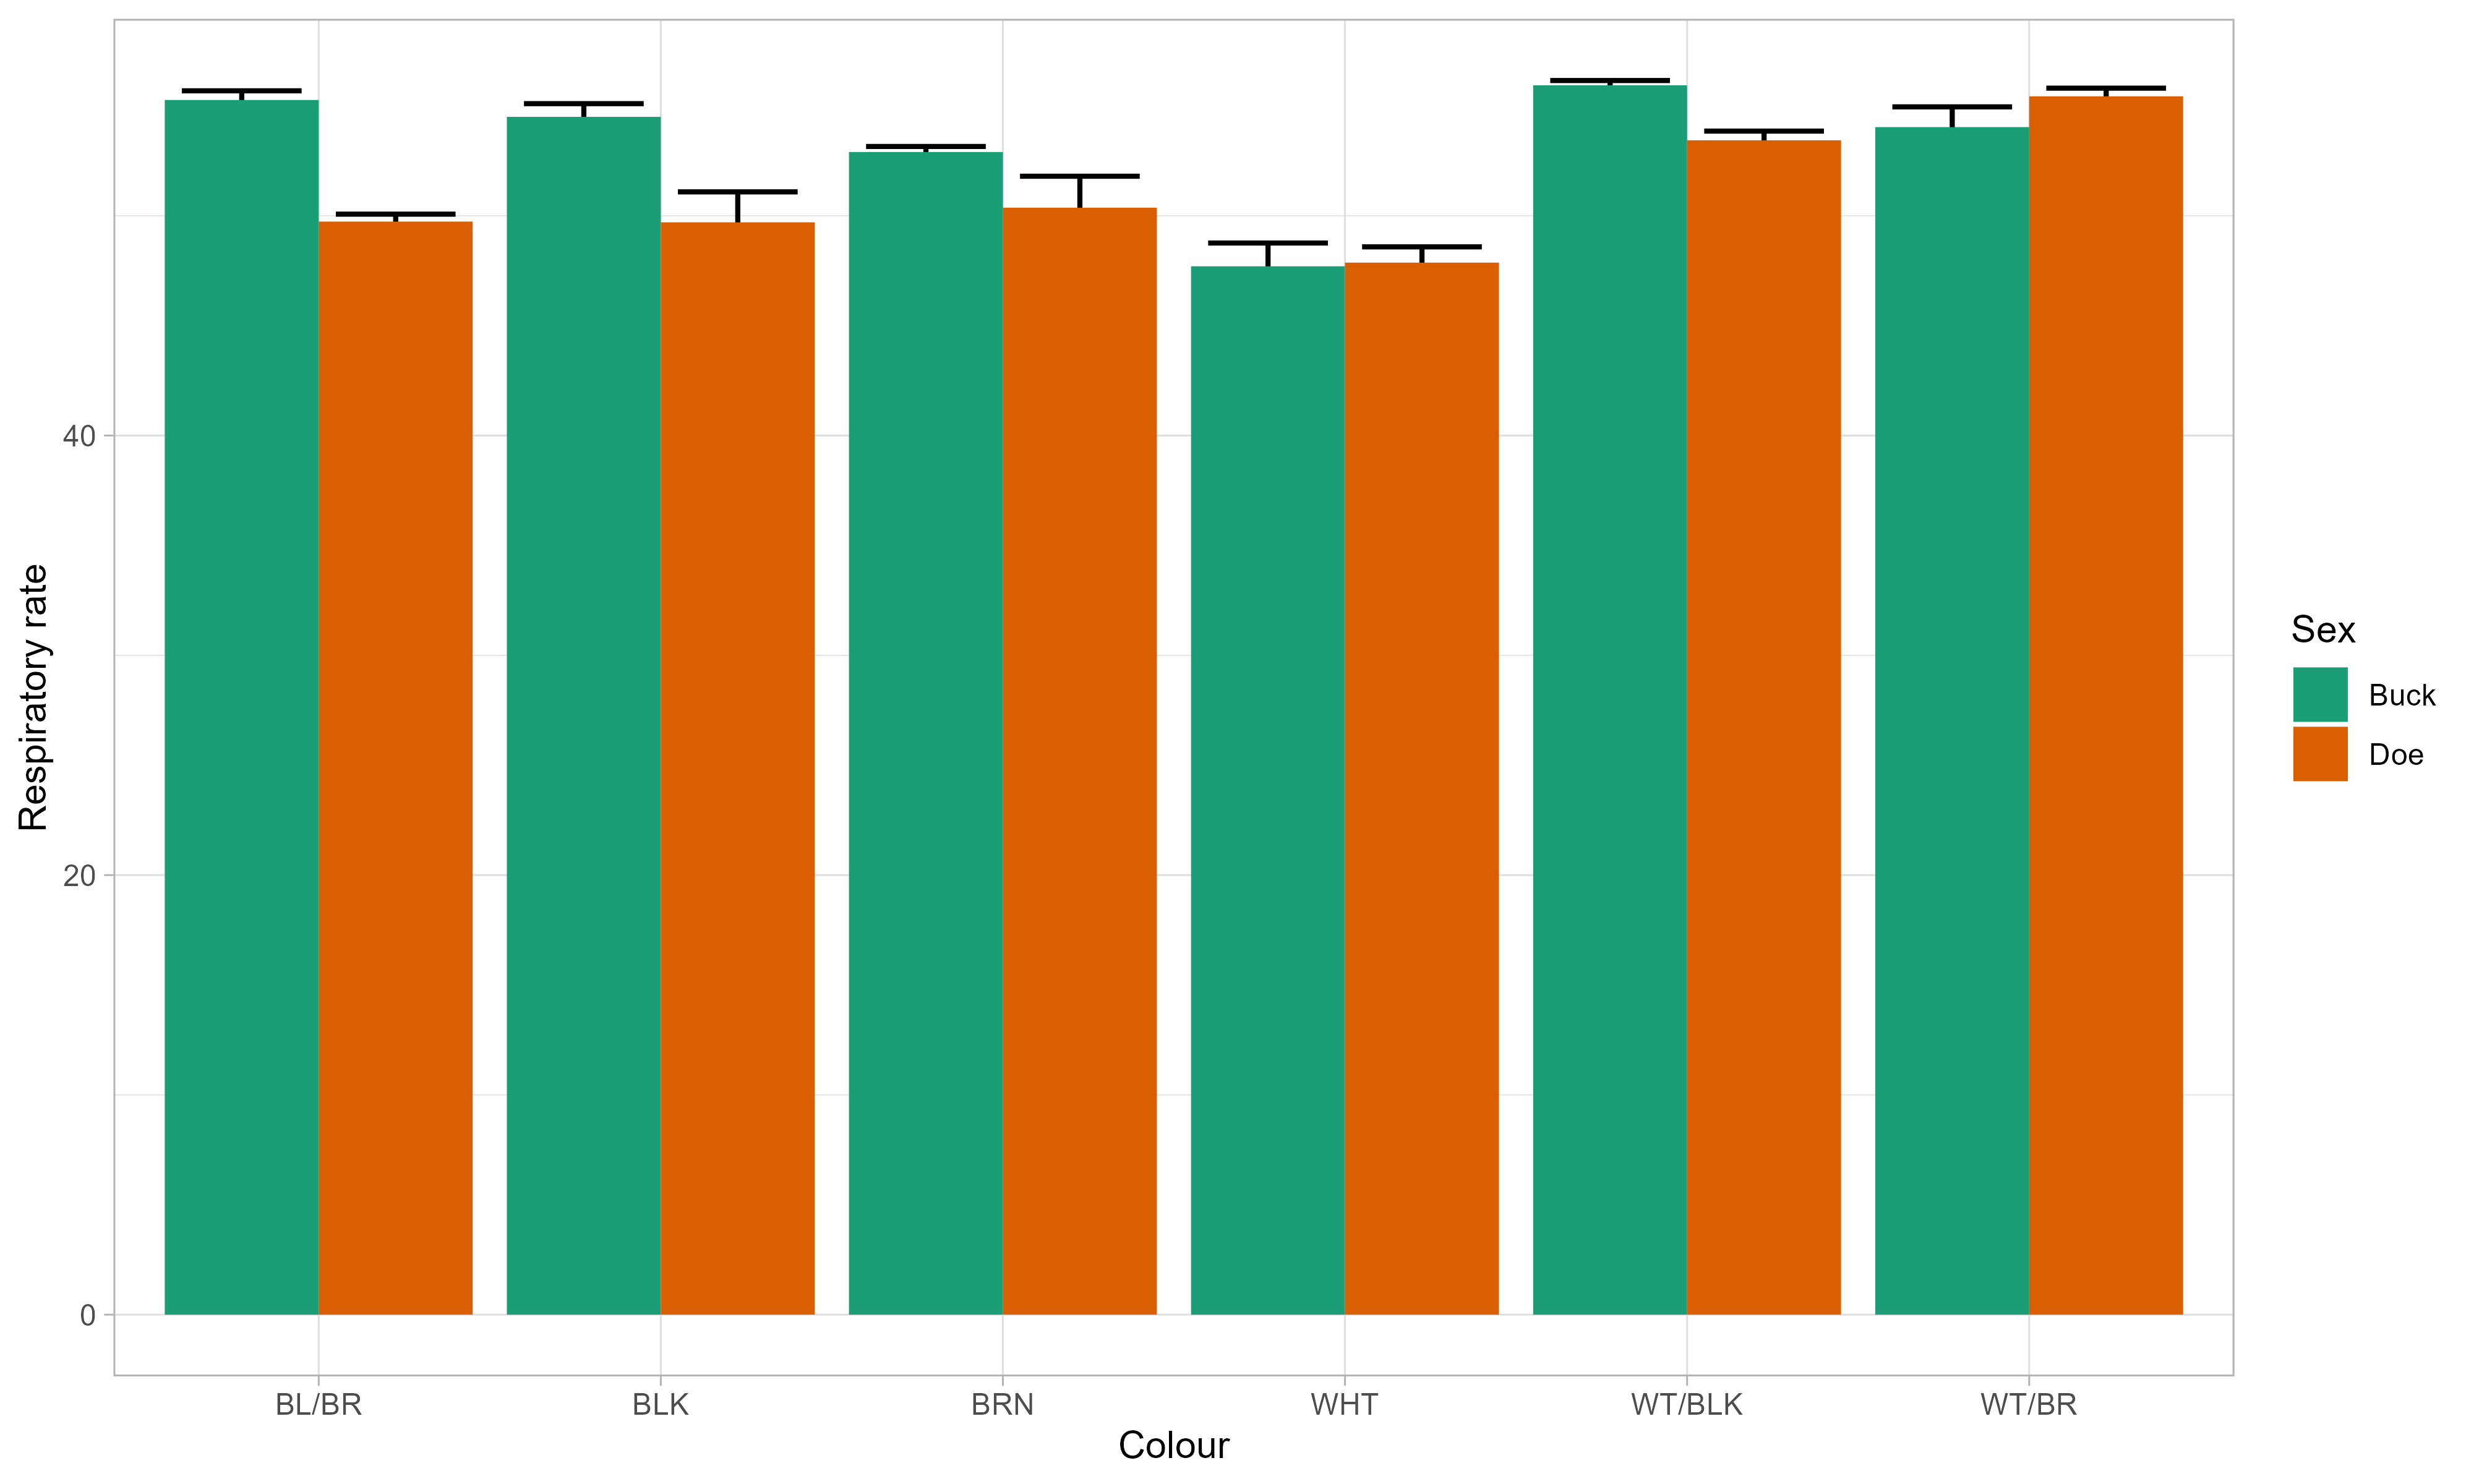 Respiratory rate
40
20
0
BL/BR BLK BRN WHT WT/BLK WT/BR
Colour
Sex
Buck
Doe